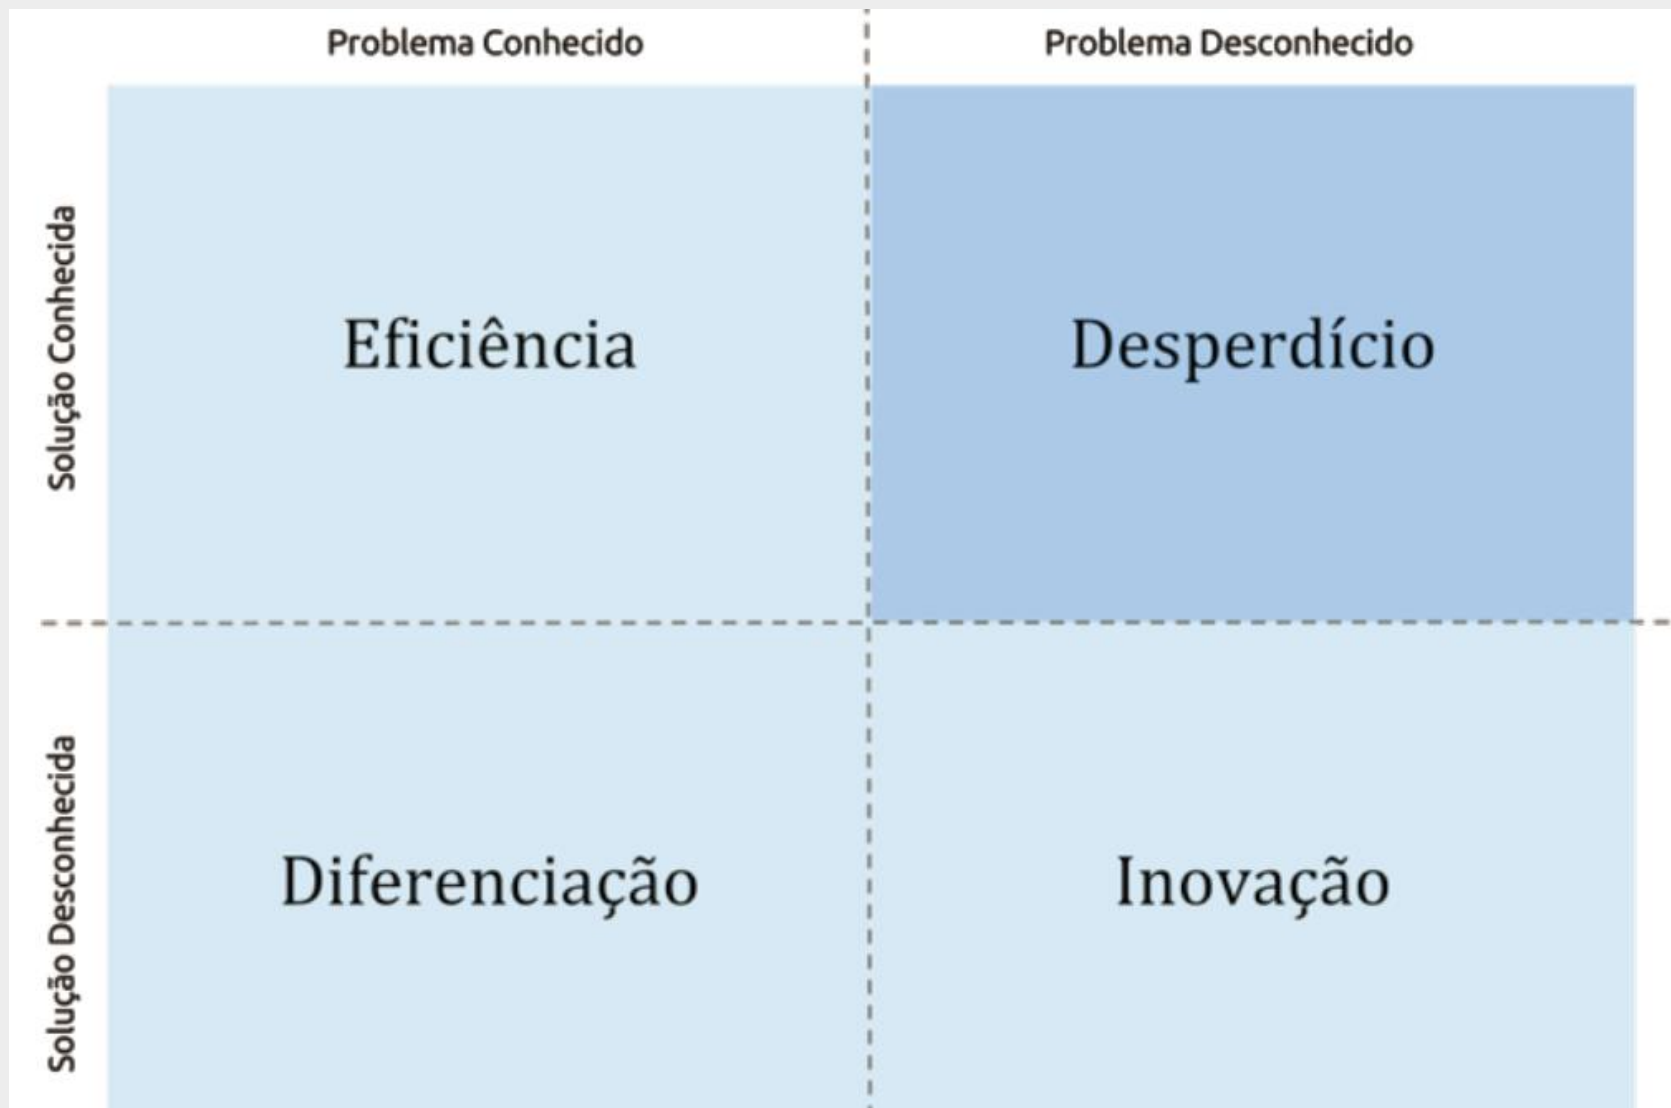 Problema Conhecido
Problema Desconhecido
Solução Conhecida
Eficiência
Desperdício
Solução Desconhecida
Diferenciação
Inovação